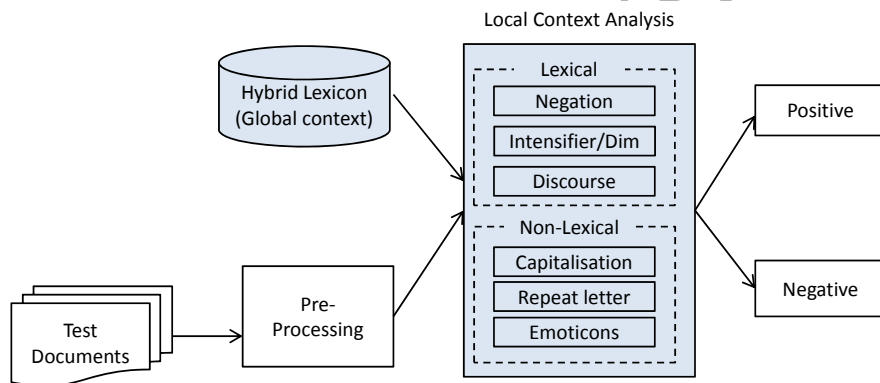 Local Context Analysis
Hybrid Lexicon
(Global context)
Lexical
Negation
Intensifier/Dim
Discourse
Non-Lexical
Capitalisation
Repeat letter
Emoticons
Test
Documents
Pre-
Processing
Positive
Negative